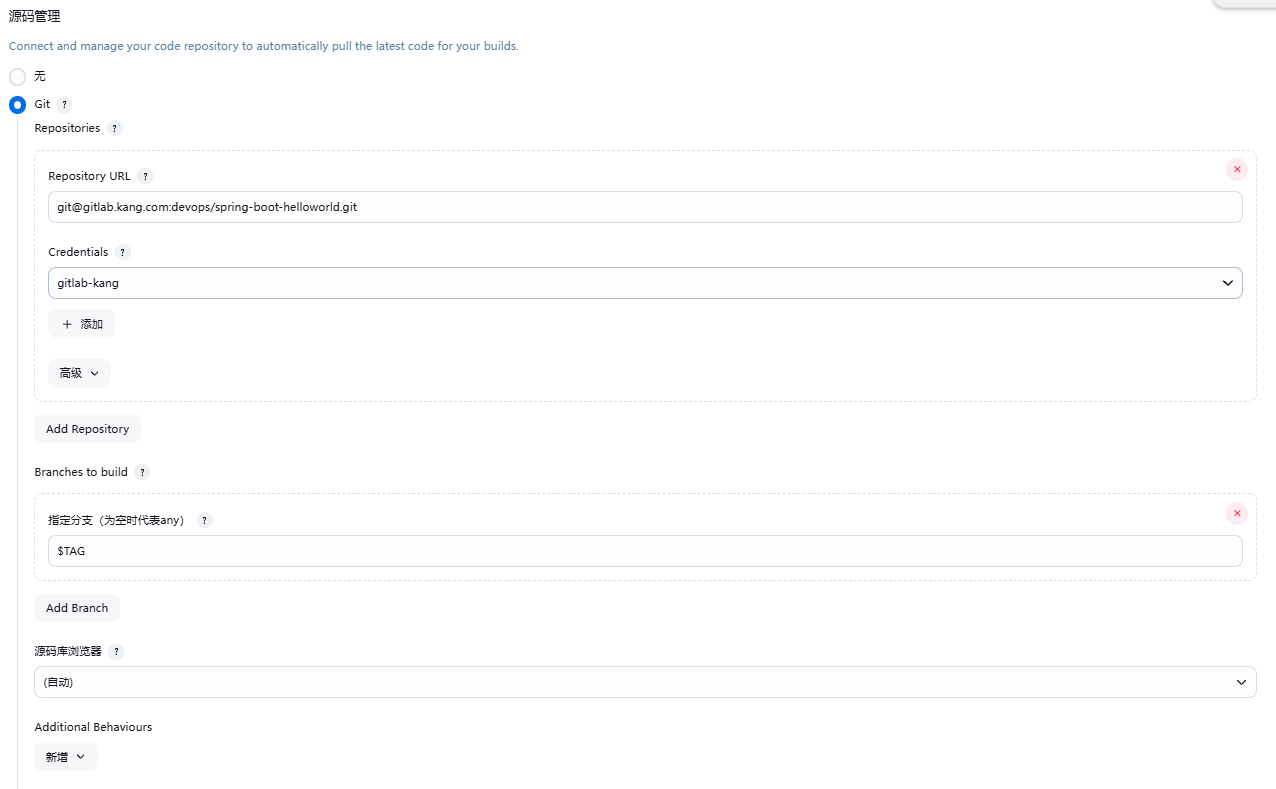 源码管理
Connect and manage your code repository to automatically pull the latest code for your builds.
无
Git ?
Repositories ?
Repository URL ?
git@gitlab.kang.com:devops/spring-boot-helloworld.git
Credentials ?
gitlab-kang
+ 添加
高级
Add Repository
Branches to build ?
指定分支（为空时代表any） ?
$TAG
Add Branch
源码库浏览器 ?
(自动)
Additional Behaviours
新增